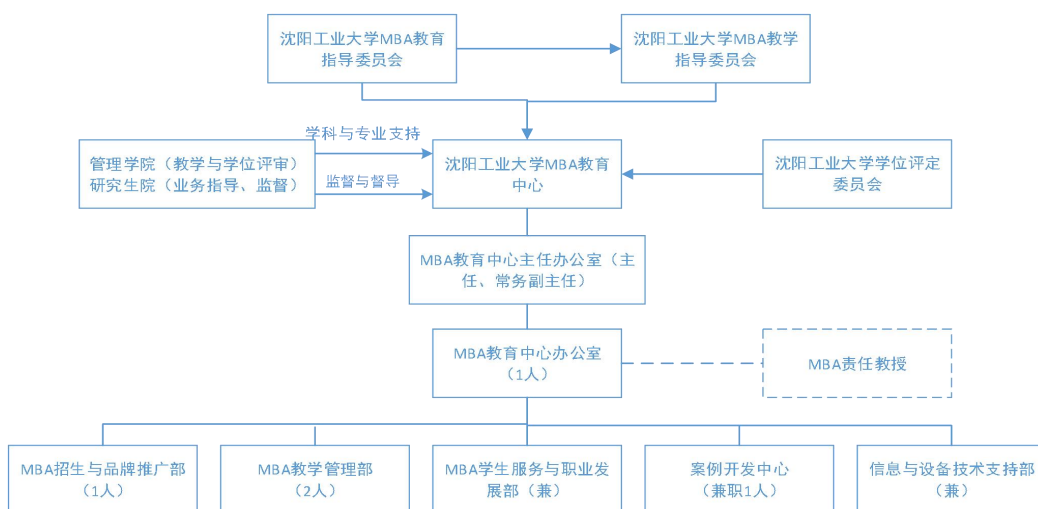 沈阳工业大学MBA教育
指导委员会
沈阳工业大学MBA教学
指导委员会
学科与专业支持
管理学院（教学与学位评审）
研究生院（业务指导、监督）
监督与督导
沈阳工业大学MBA教育
中心
沈阳工业大学学位评定
委员会
MBA教育中心主任办公室（主
任、常务副主任）
MBA教育中心办公室
（1人）
MBA责任教授
MBA招生与品牌推广部
（1人）
MBA教学管理部
（2人）
MBA学生服务与职业发
展部（兼）
案例开发中心
（兼职1人）
信息与设备技术支持部
（兼）